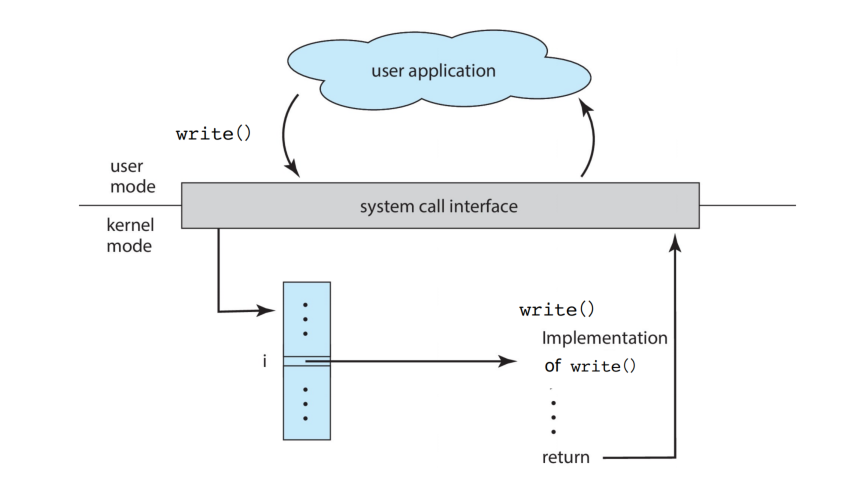 user application
write()
user
mode
system call interface
kernel
mode
write()
Implementation
i
of write()
return